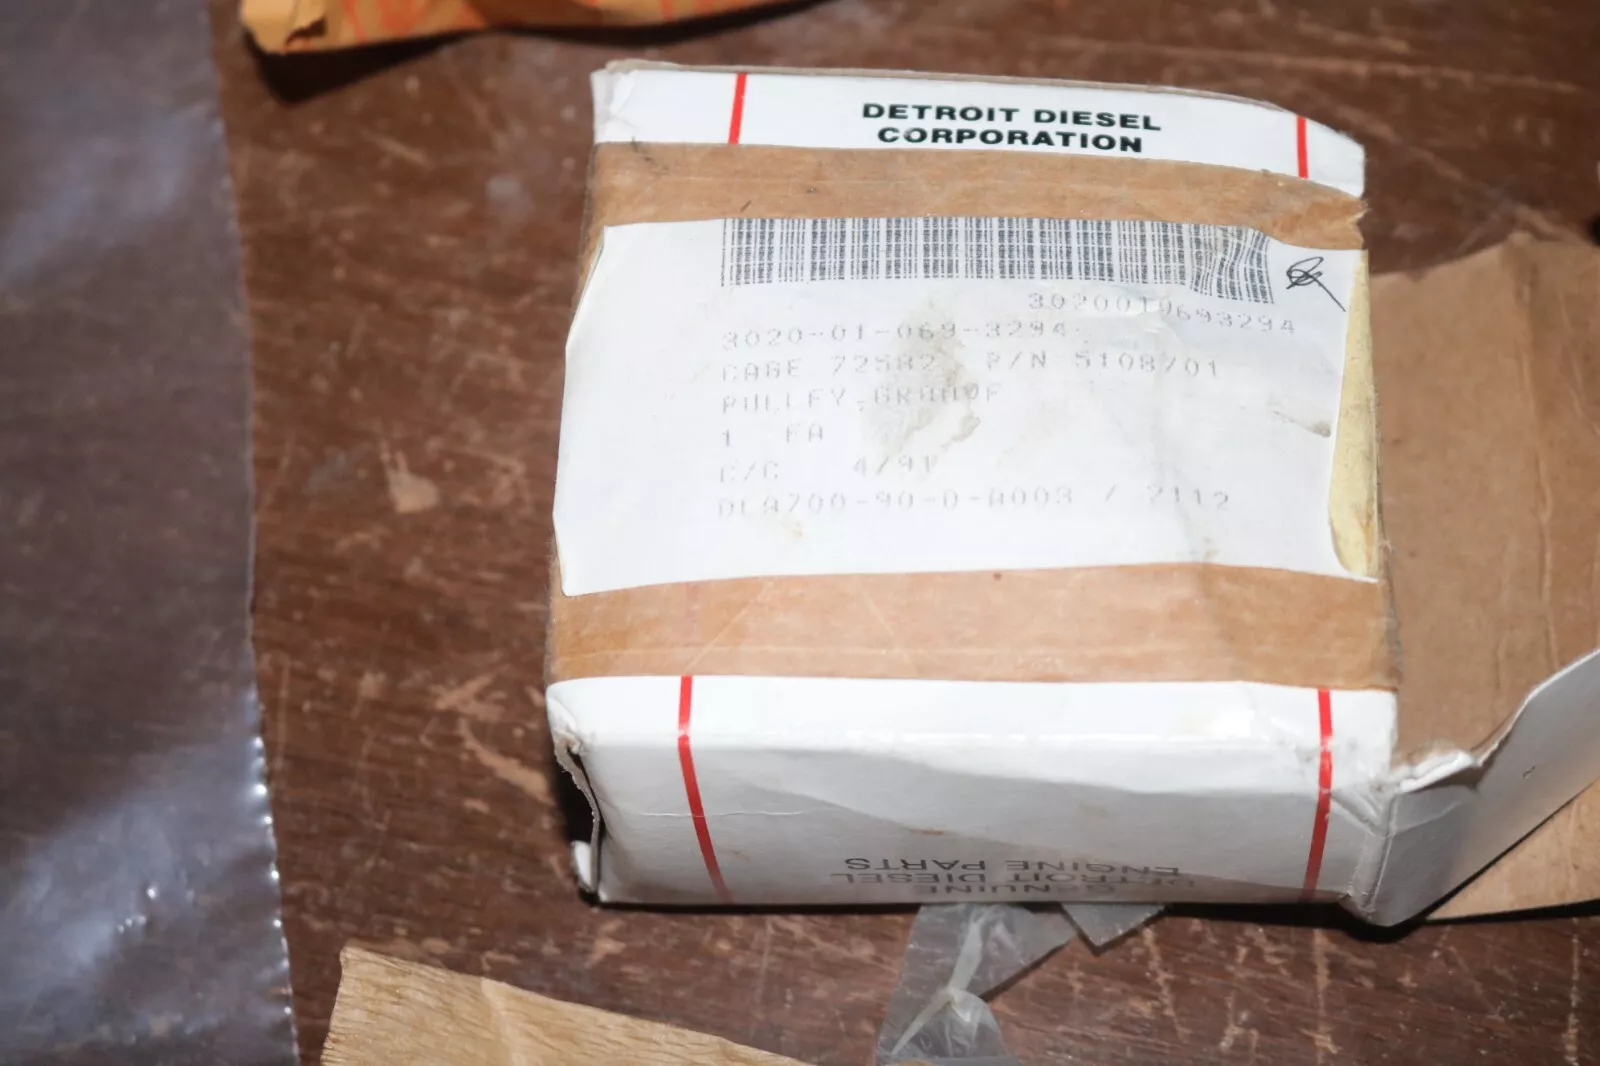 DETROIT DIESEL
CORPORATION
3020010693294
3020-01-069-3294
CAGE 72582 P/N 5108701
PULLEY,GROOVE
1 EA
C/C 4/91
DLA700-90-D-A003 / 2112
GENUINE
DETROIT DIESEL
ENGINE PARTS